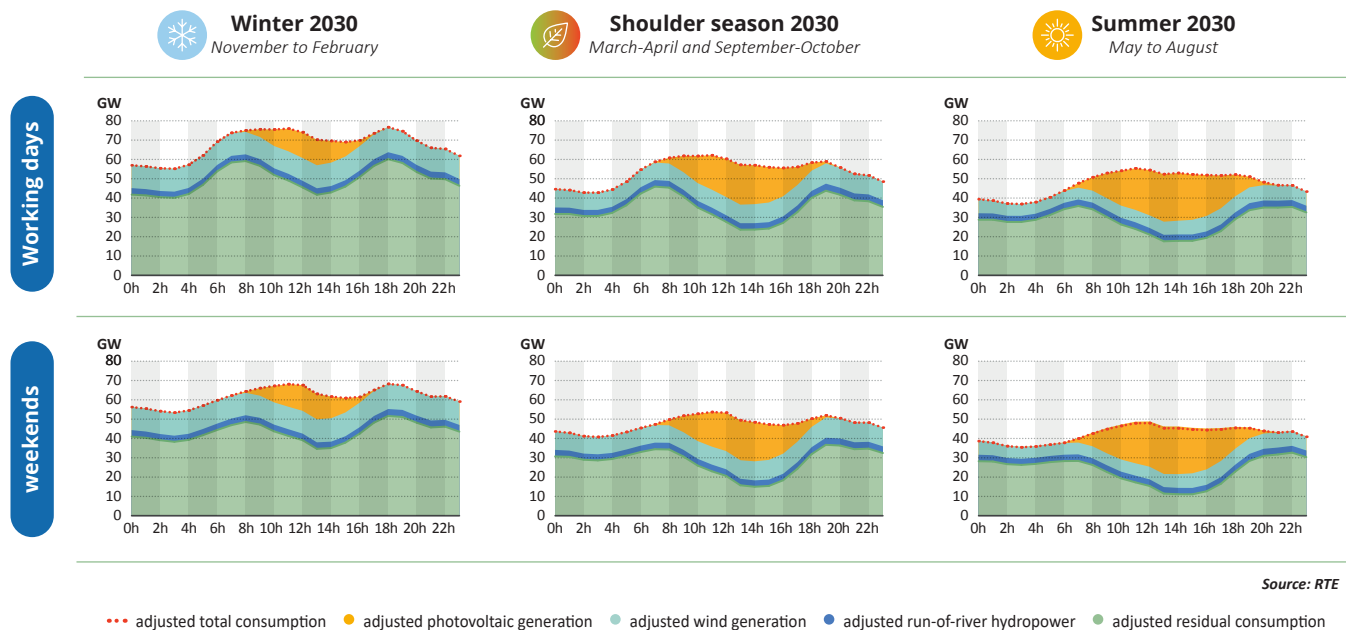 Winter 2030
November to February
Shoulder season 2030
March-April and September-October
Summer 2030
May to August
Working days
GW
80
70
60
50
40
30
20
10
0
0h 2h 4h 6h 8h 10h 12h 14h 16h 18h 20h 22h
GW
80
70
60
50
40
30
20
10
0
0h 2h 4h 6h 8h 10h 12h 14h 16h 18h 20h 22h
GW
80
70
60
50
40
30
20
10
0
0h 2h 4h 6h 8h 10h 12h 14h 16h 18h 20h 22h
weekends
GW
80
70
60
50
40
30
20
10
0
0h 2h 4h 6h 8h 10h 12h 14h 16h 18h 20h 22h
GW
80
70
60
50
40
30
20
10
0
0h 2h 4h 6h 8h 10h 12h 14h 16h 18h 20h 22h
GW
80
70
60
50
40
30
20
10
0
0h 2h 4h 6h 8h 10h 12h 14h 16h 18h 20h 22h
Source: RTE
adjusted total consumption adjusted photovoltaic generation adjusted wind generation adjusted run-of-river hydropower adjusted residual consumption